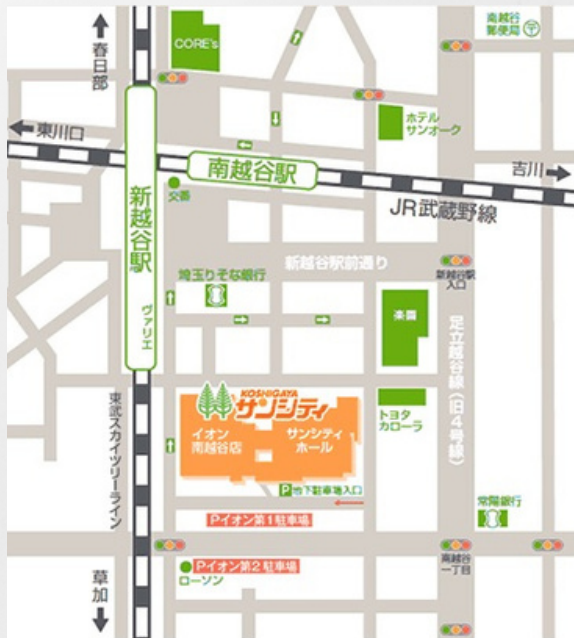 春日部
CORE's
南越谷
郵便局
東川口
ホテル
サンオーク
南越谷駅
吉川
JR武蔵野線
交番
新越谷駅
ヴァリエ
新越谷駅前通り
新越谷駅
入口
埼玉りそな銀行
楽園
足立越谷線(旧4号線)
KOSHIGAYA
サンシティ
イオン
南越谷店
サンシティ
ホール
トヨタ
カローラ
東武スカイツリーライン
P 地下駐車場入口
Pイオン第1駐車場
常陽銀行
Pイオン第2駐車場
ローソン
南越谷
一丁目
草加